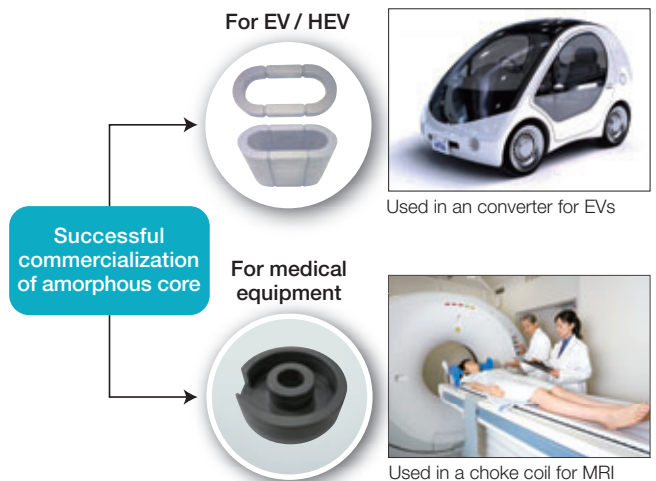 For EV / HEV
Used in an converter for EVs
Successful
commercialization
of amorphous core
For medical
equipment
Used in a choke coil for MRI